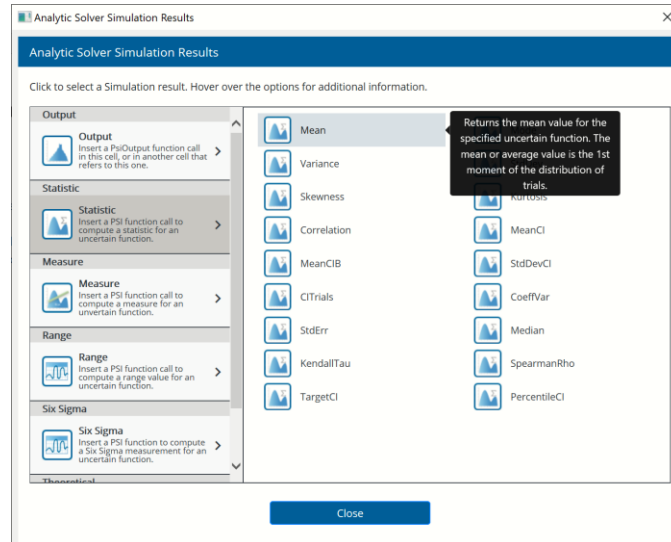 Analytic Solver Simulation Results
Analytic Solver Simulation Results
Click to select a Simulation result. Hover over the options for additional information.
Output
Output
Insert a PsiOutput function call
in this cell, or in another cell that
refers to this one.
Statistic
Statistic
Insert a PSI function call to
compute a statistic for an
uncertain function.
Measure
Measure
Insert a PSI function call to
compute a measure for an
unvertain function.
Range
Range
Insert a PSI function call to
compute a range value for an
uncertain function.
Six Sigma
Six Sigma
Insert a PSI function to compute
a Six Sigma measurement for an
uncertain function.
Theoretical
Mean
Variance
Skewness
Kurtosis
Correlation
MeanCI
MeanCIB
StdDevCI
CITrials
CoeffVar
StdErr
Median
KendallTau
SpearmanRho
TargetCI
PercentileCI
Returns the mean value for the
specified uncertain function. The
mean or average value is the 1st
moment of the distribution of
trials.
Close